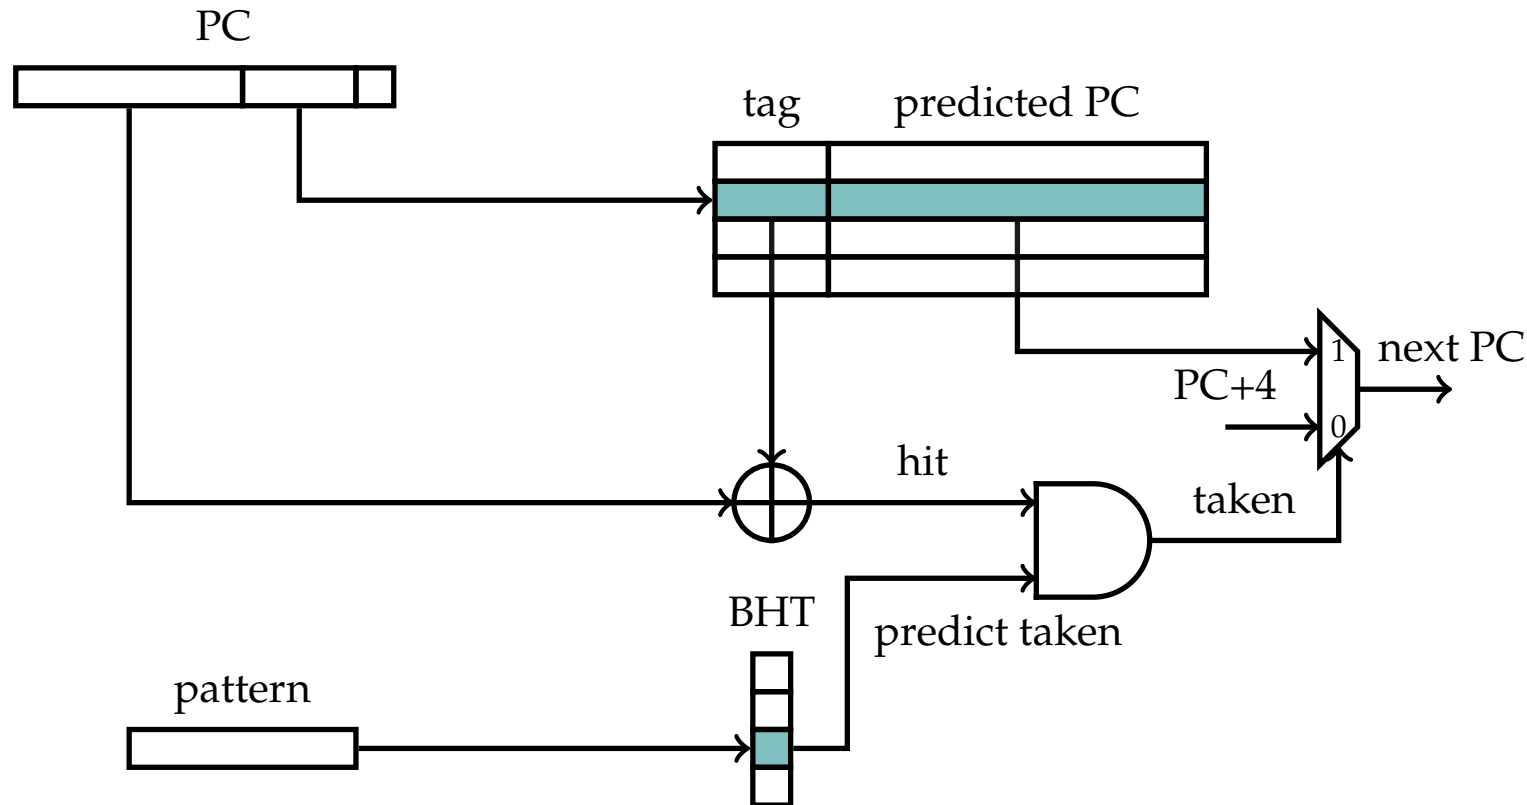 PC
tag
predicted PC
1
next PC
PC+4
0
hit
taken
BHT
predict taken
pattern